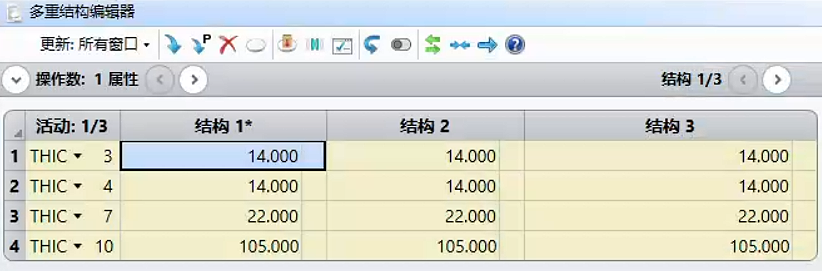 多重结构编辑器
更新: 所有窗口
操作数: 1 属性 结构 1/3
活动: 1/3 结构 1* 结构 2 结构 3
1 THIC 3 14.000 14.000 14.000
2 THIC 4 14.000 14.000 14.000
3 THIC 7 22.000 22.000 22.000
4 THIC 10 105.000 105.000 105.000